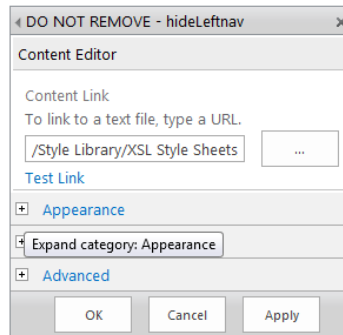 DO NOT REMOVE - hideLeftnav
Content Editor
Content Link
To link to a text file, type a URL.
/Style Library/XSL Style Sheets
...
Test Link
Appearance
Expand category: Appearance
Advanced
OK Cancel Apply